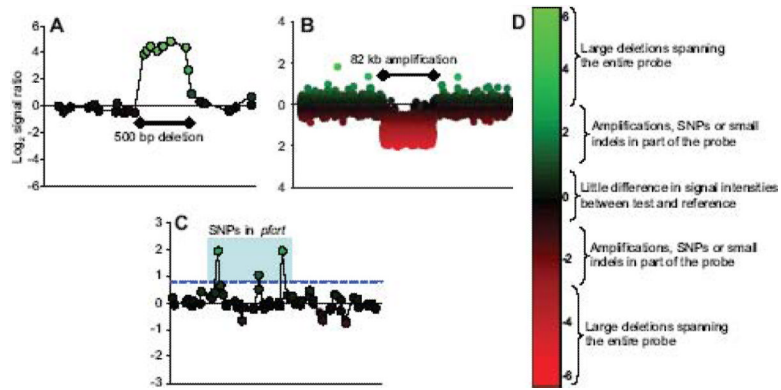 A
Log2 signal ratio
6
4
2
0
-2
-4
-6
500 bp deletion
B
82 kb amplification
4
2
0
2
4
C
SNPs in pfcrt
3
2
1
0
-1
-2
-3
D
6
4
2
0
-2
-4
-6
Large deletions spanning
the entire probe
Amplifications, SNPs or small
indels in part of the probe
Little difference in signal intensities
between test and reference
Amplifications, SNPs or small
indels in part of the probe
Large deletions spanning
the entire probe